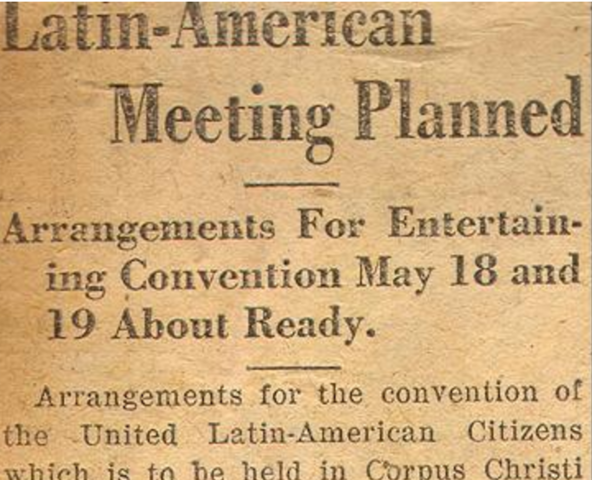 Latin-American
Meeting Planned
Arrangements For Entertain-
ing Convention May 18 and
19 About Ready.
Arrangements for the convention of
the United Latin-American Citizens
which is to be held in Corpus Christi